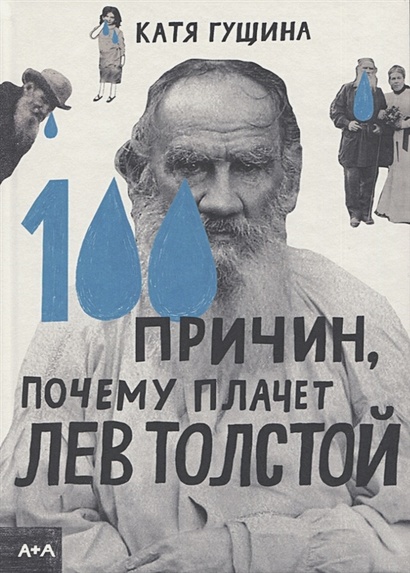 КАТЯ ГУЩИНА
100
ПРИЧИН,
ПОЧЕМУ ПЛАЧЕТ
ЛЕВ ТОЛСТОЙ
А+А